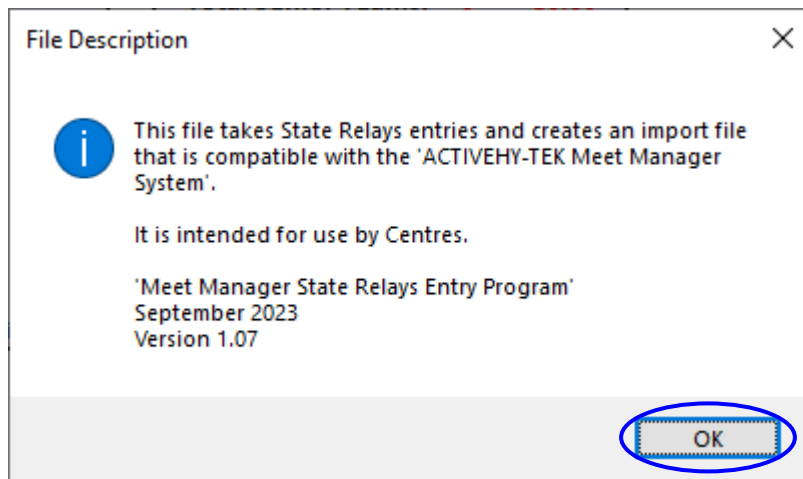 File Description
This file takes State Relays entries and creates an import file
that is compatible with the 'ACTIVEHY-TEK Meet Manager
System'.
It is intended for use by Centres.
'Meet Manager State Relays Entry Program'
September 2023
Version 1.07
OK